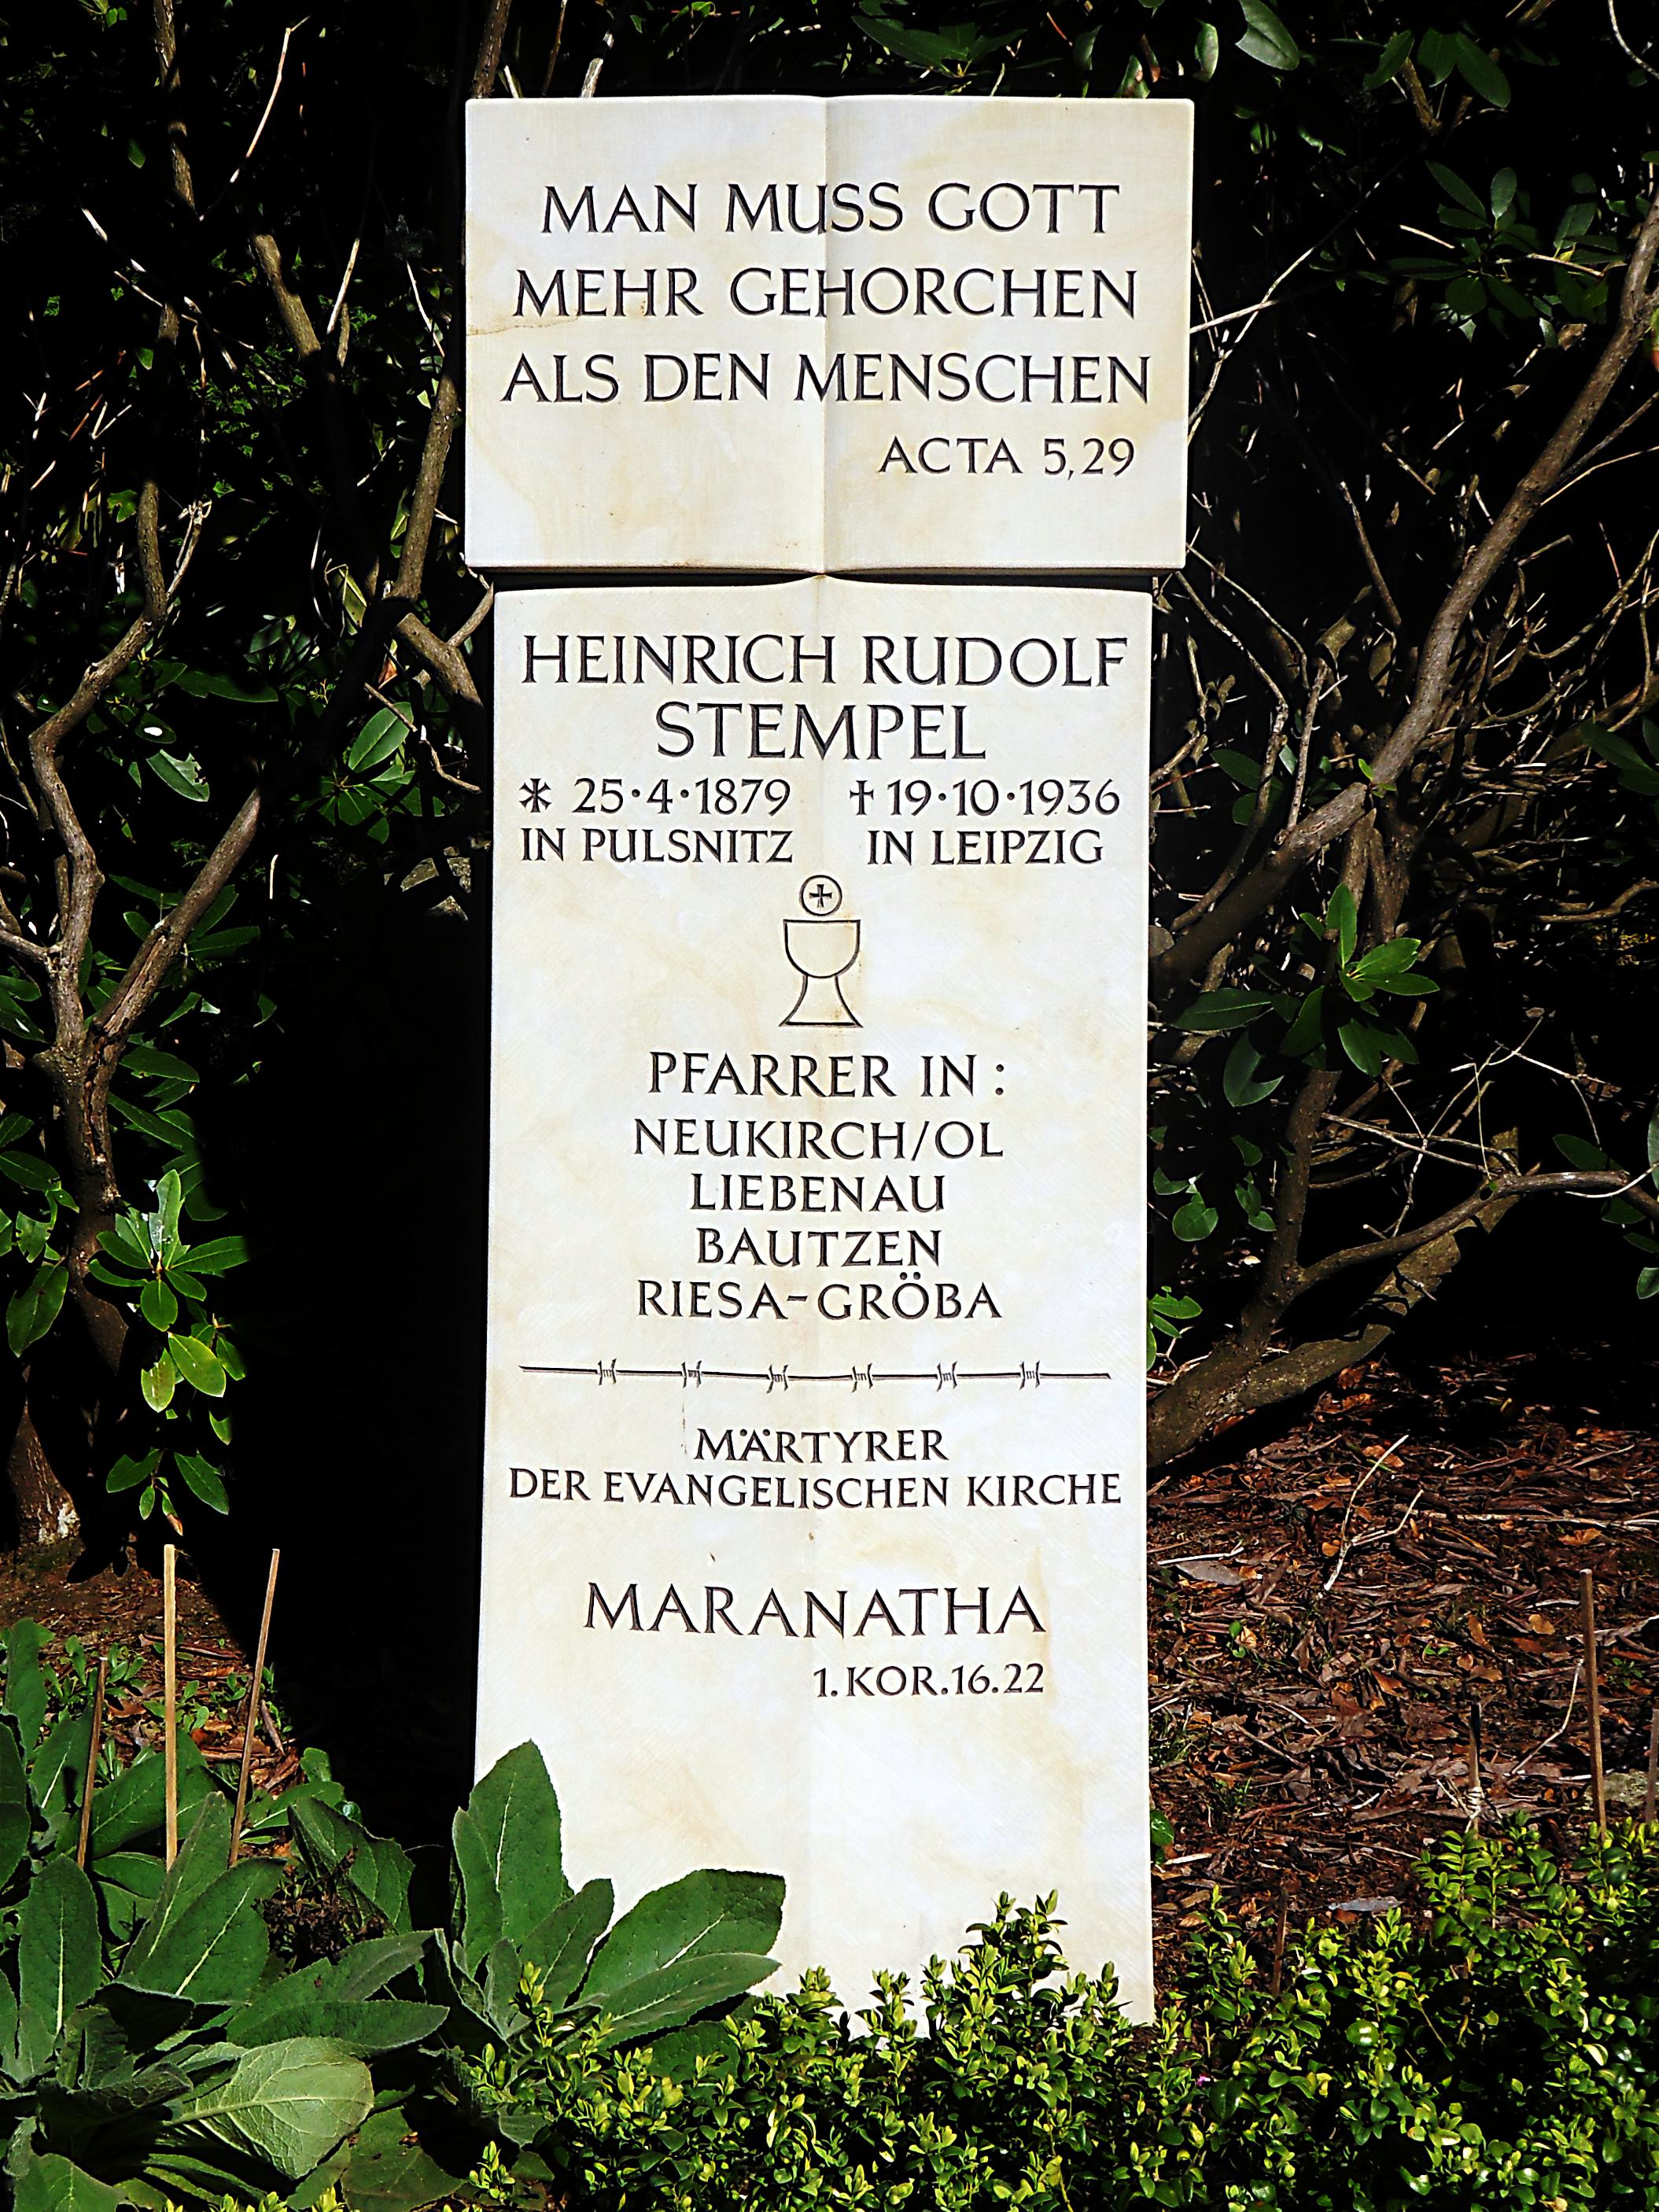 MAN MUSS GOTT
MEHR GEHORCHEN
ALS DEN MENSCHEN
ACTA 5,29
HEINRICH RUDOLF
STEMPEL
* 25·4·1879 †19·10·1936
IN PULSNITZ IN LEIPZIG
PFARRER IN :
NEUKIRCH/OL
LIEBENAU
BAUTZEN
RIESA-GRÖBA
MÄRTYRER
DER EVANGELISCHEN KIRCHE
MARANATHA
1.KOR.16.22